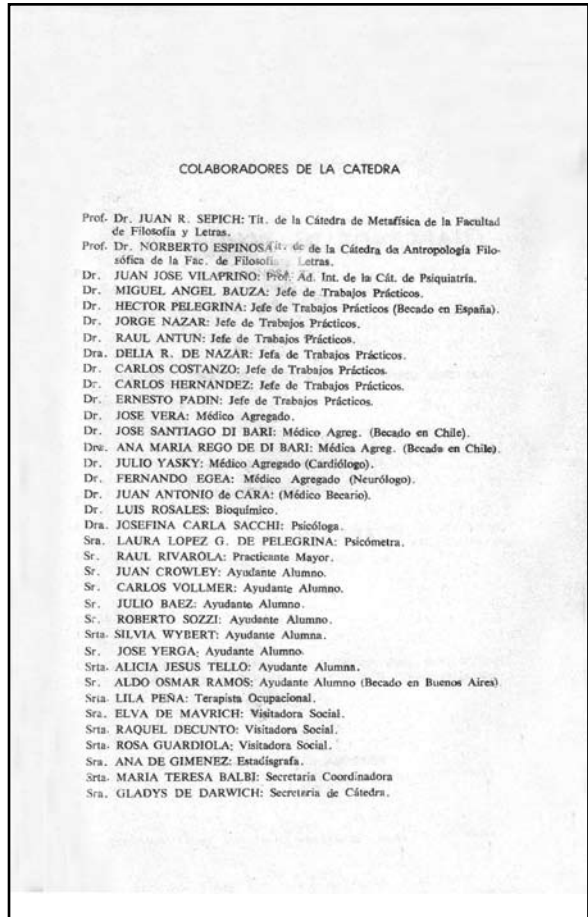 COLABORADORES DE LA CATEDRA
Prof. Dr. JUAN R. SEPICH: Tit. de la Cátedra de Metafísica de la Facultad
de Filosofía y Letras.
Prof. Dr. NORBERTO ESPINOSA Tit. de de la Cátedra de Antropología Filo-
sófica de la Fac. de Filosofía Letras.
Dr. JUAN JOSE VILAPRIÑO: Prof. Ad. Int. de la Cát. de Psiquiatría.
Dr. MIGUEL ANGEL BAUZA: Jefe de Trabajos Prácticos.
Dr. HECTOR PELEGRINA: Jefe de Trabajos Prácticos (Becado en España).
Dr. JORGE NAZAR: Jefe de Trabajos Prácticos.
Dr. RAUL ANTUN: Jefe de Trabajos Prácticos.
Dra. DELIA R. DE NAZAR: Jefa de Trabajos Prácticos.
Dr. CARLOS COSTANZO: Jefe de Trabajos Prácticos.
Dr. CARLOS HERNANDEZ: Jefe de Trabajos Prácticos.
Dr. ERNESTO PADIN: Jefe de Trabajos Prácticos.
Dr. JOSE VERA: Médico Agregado.
Dr. JOSE SANTIAGO DI BARI: Médico Agreg. (Becado en Chile).
Dra. ANA MARIA REGO DE DI BARI: Médica Agreg. (Becada en Chile).
Dr. JULIO YASKY: Médico Agregado (Cardiólogo).
Dr. FERNANDO EGEA: Médico Agregado (Neurólogo).
Dr. JUAN ANTONIO de CARA: (Médico Becario).
Dr. LUIS ROSALES: Bioquímico.
Dra. JOSEFINA CARLA SACCHI: Psicóloga.
Sra. LAURA LOPEZ G. DE PELEGRINA: Psicómetra.
Sr. RAUL RIVAROLA: Practicante Mayor.
Sr. JUAN CROWLEY: Ayudante Alumno.
Sr. CARLOS VOLLMER: Ayudante Alumno.
Sr. JULIO BAEZ: Ayudante Alumno.
Sr. ROBERTO SOZZI: Ayudante Alumno.
Srta. SILVIA WYBERT: Ayudante Alumna.
Sr. JOSE YERGA: Ayudante Alumno.
Srta. ALICIA JESUS TELLO: Ayudante Alumna.
Sr. ALDO OSMAR RAMOS: Ayudante Alumno (Becado en Buenos Aires)
Srta. LILA PEÑA: Terapista Ocupacional.
Sra. ELVA DE MAVRICH: Visitadora Social.
Srta. RAQUEL DECUNTO: Visitadora Social.
Srta. ROSA GUARDIOLA: Visitadora Social.
Sra. ANA DE GIMENEZ: Estadísgrafa.
Srta. MARIA TERESA BALBI: Secretaria Coordinadora
Sra. GLADYS DE DARWICH: Secretaria de Cátedra.